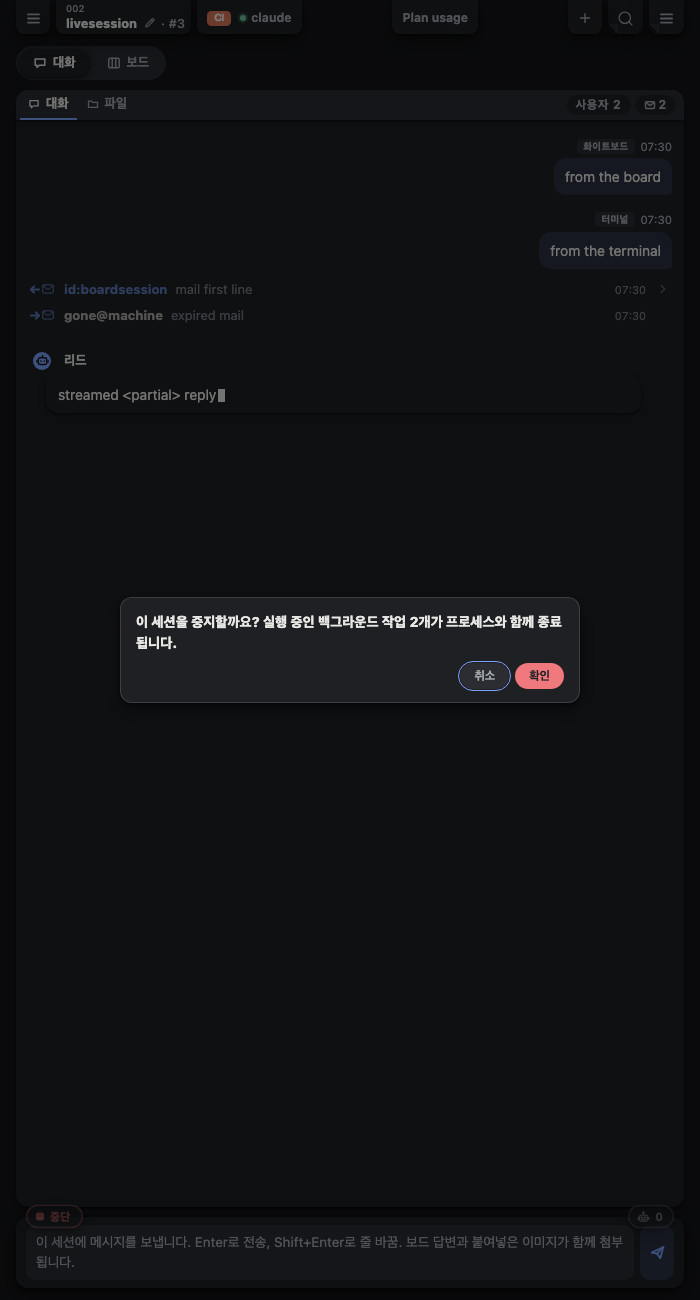 002
livesession · #3
CI claude
Plan usage
대화
보드
대화
파일
사용자 2
2
화이트보드 07:30
from the board
터미널 07:30
from the terminal
id:boardsession mail first line 07:30
gone@machine expired mail 07:30
리드
streamed <partial> reply
이 세션을 중지할까요? 실행 중인 백그라운드 작업 2개가 프로세스와 함께 종료
됩니다.
취소
확인
중단
0
이 세션에 메시지를 보냅니다. Enter로 전송, Shift+Enter로 줄 바꿈. 보드 답변과 붙여넣은 이미지가 함께 첨부
됩니다.